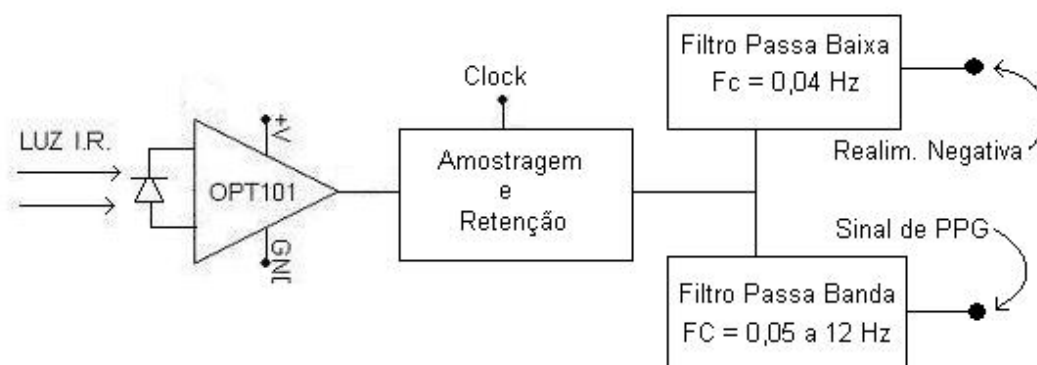 LUZ I.R.
+V
OPT101
Clock
Amostragem
e
Retenção
Filtro Passa Baixa
Fc = 0,04 Hz
Realim. Negativa
Sinal de PPG
Filtro Passa Banda
FC = 0,05 a 12 Hz